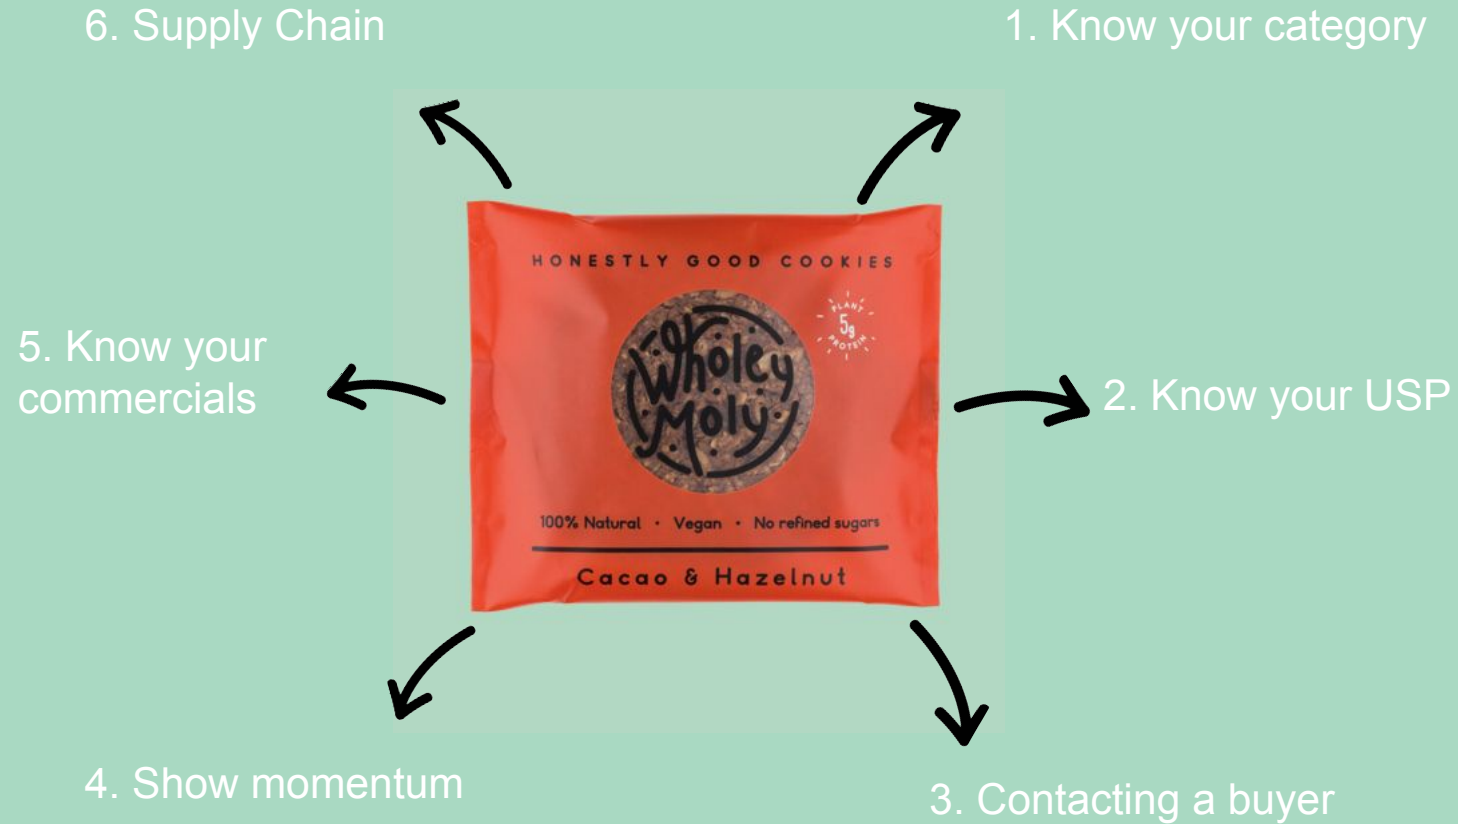 6. Supply Chain
1. Know your category
HONESTLY GOOD COOKIES
PLANT
5g
PROTEIN
Wholey
Moly
5. Know your
commercials
2. Know your USP
100% Natural • Vegan • No refined sugars
Cacao & Hazelnut
4. Show momentum
3. Contacting a buyer